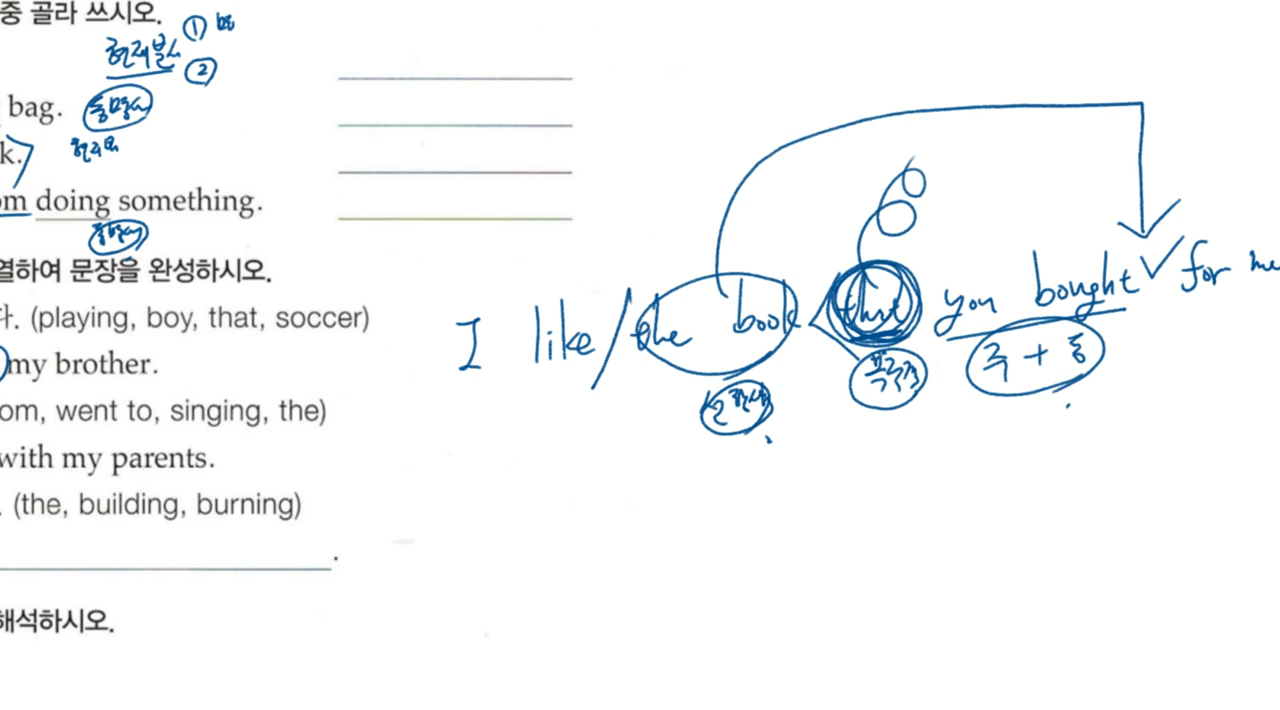 중 골라 쓰시오.
현재분사 ①
②
bag. 동명사
k. 현재분
om doing something.
동명사
열하여 문장을 완성하시오.
다. (playing, boy, that, soccer)
my brother.
om, went to, singing, the)
with my parents.
. (the, building, burning)
.
해석하시오.
I like / the book that you bought ✓ for me
선행사 목관대 주 + 동